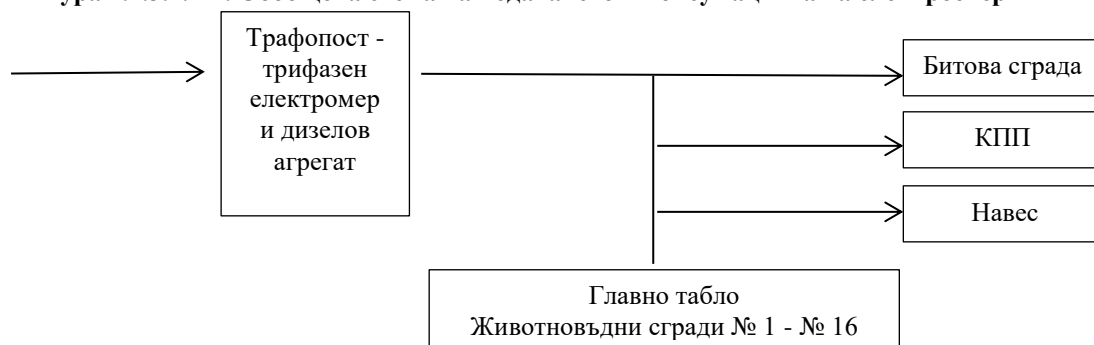 Трафопост -
трифазен
електромер
и дизелов
агрегат
Битова сграда
КПП
Навес
Главно табло
Животновъдни сгради № 1 - № 16